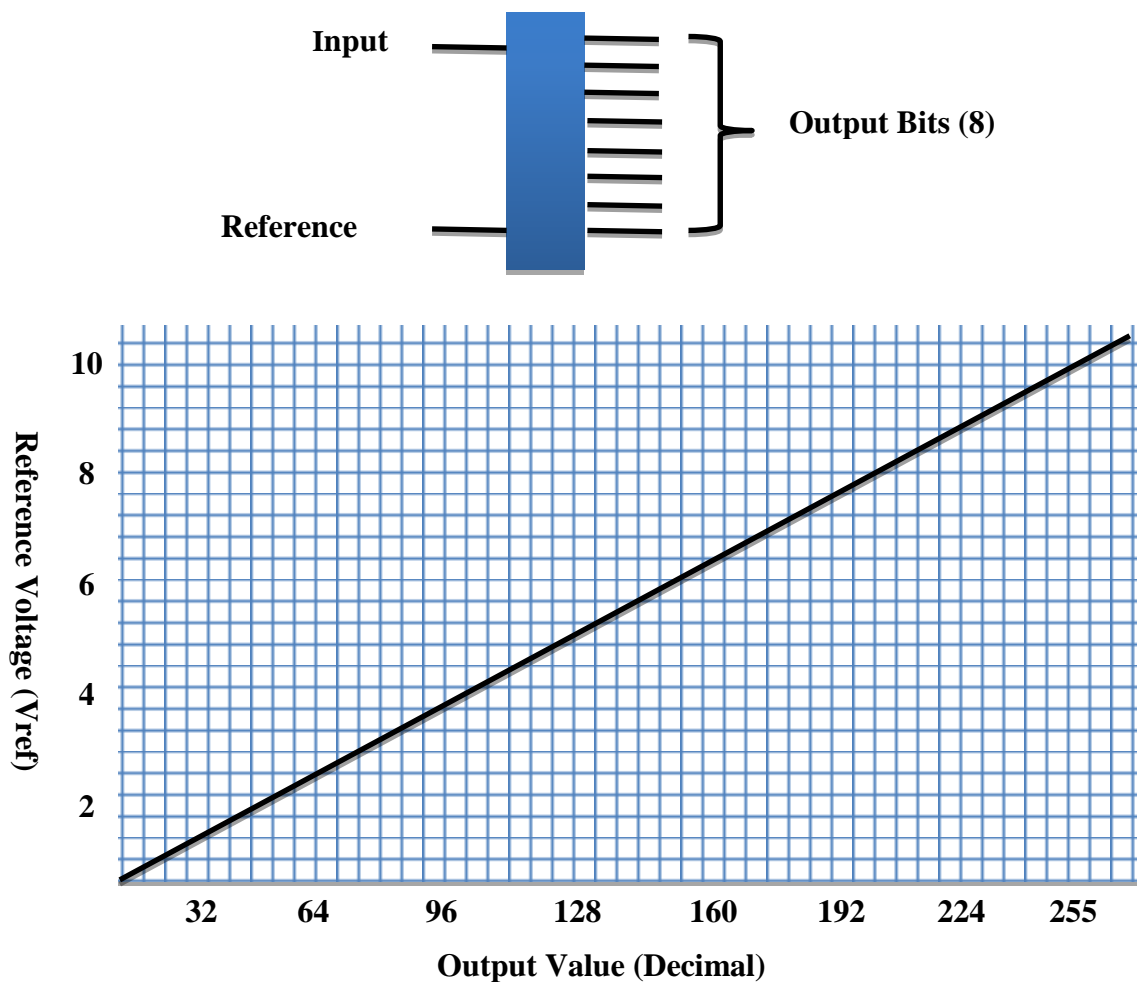 Input
Output Bits (8)
Reference
10
8
6
4
2
Reference Voltage (Vref)
32 64 96 128 160 192 224 255
Output Value (Decimal)